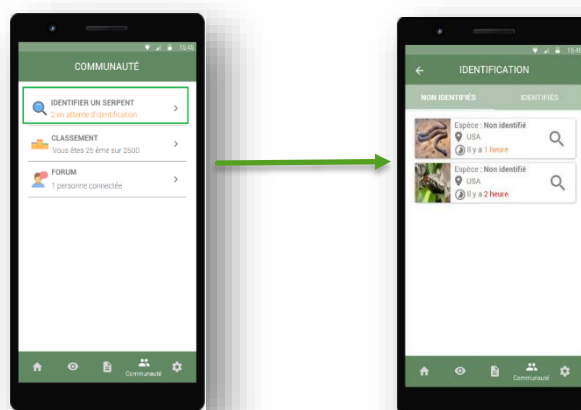 15:45
COMMUNAUTÉ
IDENTIFIER UN SERPENT
2 en attente d'identification
CLASSEMENT
Vous êtes 25 ème sur 2500
FORUM
1 personne connectée
Communauté
15:45
IDENTIFICATION
NON IDENTIFIÉS
IDENTIFIÉS
Espèce : Non identifié
USA
Il y a 1 heure
Espèce : Non identifié
USA
Il y a 2 heure
Communauté